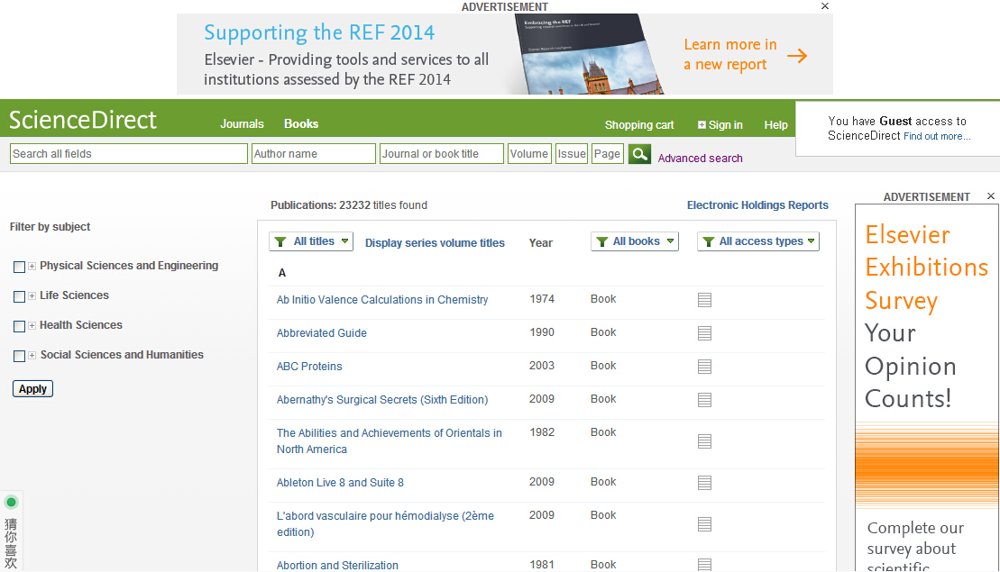 ADVERTISEMENT
Supporting the REF 2014
Elsevier - Providing tools and services to all
institutions assessed by the REF 2014
Embracing the REF
Learn more in
a new report
ScienceDirect
Journals
Books
Shopping cart
Sign in
Help
You have Guest access to
ScienceDirect Find out more...
Search all fields
Author name
Journal or book title
Volume
Issue
Page
Advanced search
Publications: 23232 titles found
Electronic Holdings Reports
Filter by subject
Physical Sciences and Engineering
Life Sciences
Health Sciences
Social Sciences and Humanities
Apply
All titles
Display series volume titles
Year
All books
All access types
A
Ab Initio Valence Calculations in Chemistry 1974 Book
Abbreviated Guide 1990 Book
ABC Proteins 2003 Book
Abernathy's Surgical Secrets (Sixth Edition) 2009 Book
The Abilities and Achievements of Orientals in 1982 Book
North America
Ableton Live 8 and Suite 8 2009 Book
L'abord vasculaire pour hémodialyse (2ème 2009 Book
edition)
Abortion and Sterilization 1981 Book
ADVERTISEMENT
Elsevier
Exhibitions
Survey
Your
Opinion
Counts!
Complete our
survey about
scientific
猜你喜欢